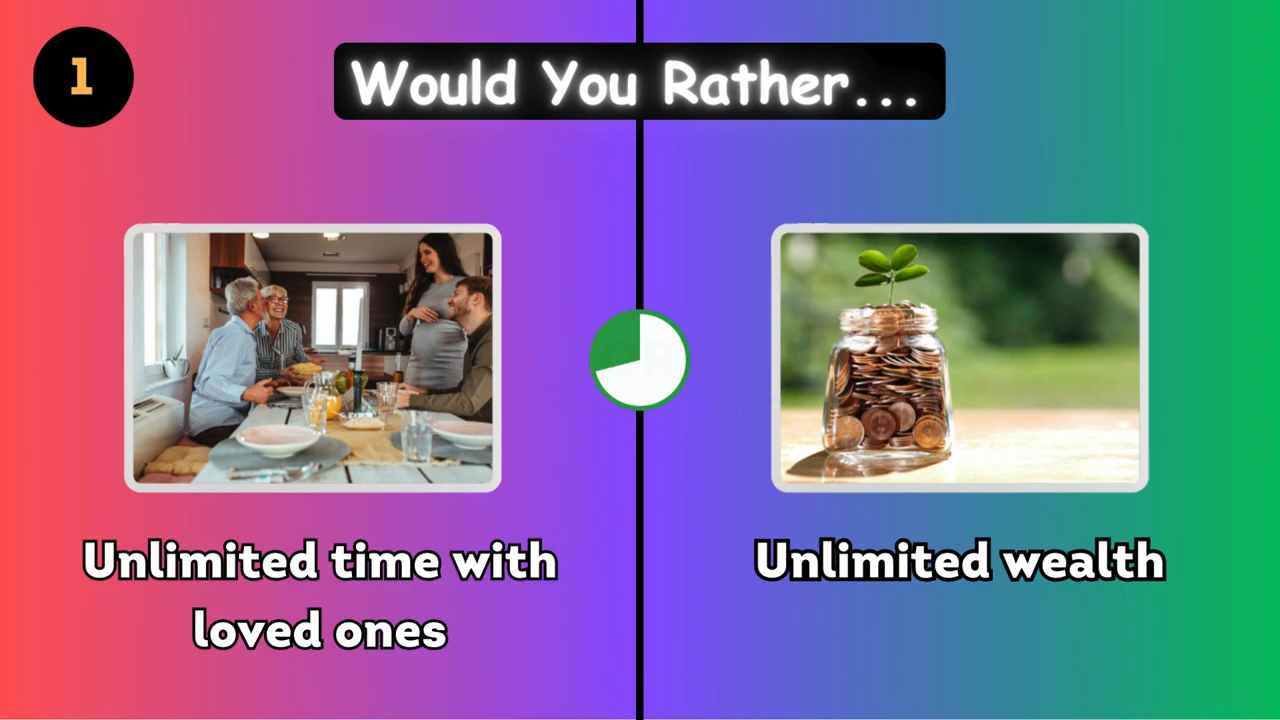 1
Would You Rather...
Unlimited time with
loved ones
Unlimited wealth